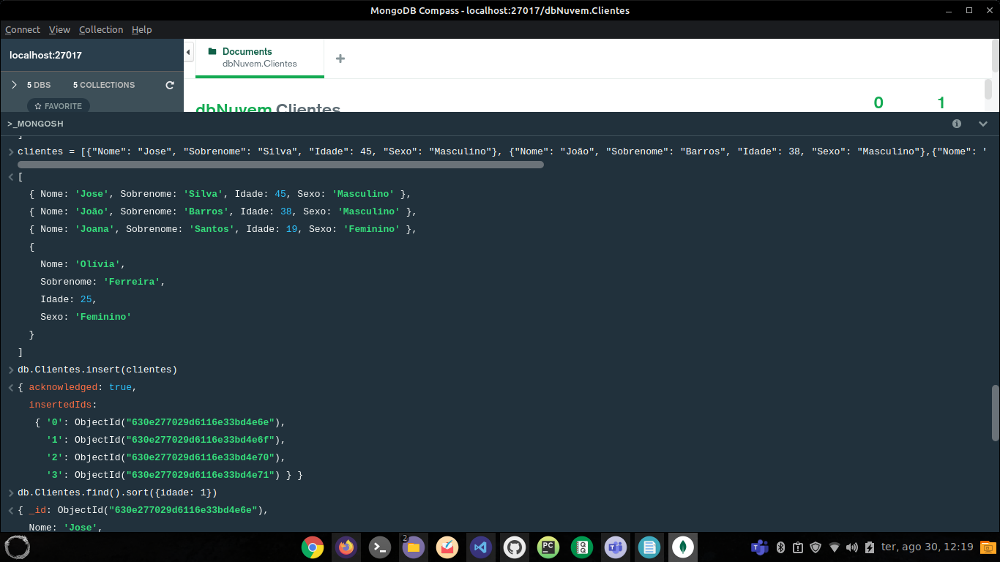 MongoDB Compass - localhost:27017/dbNuvem.Clientes
Connect View Collection Help
localhost:27017
Documents
dbNuvem.Clientes
5 DBS 5 COLLECTIONS
FAVORITE
dbNuvem.Clientes
0 1
>_MONGOSH
]
clientes = [{"Nome": "Jose", "Sobrenome": "Silva", "Idade": 45, "Sexo": "Masculino"}, {"Nome": "João", "Sobrenome": "Barros", "Idade": 38, "Sexo": "Masculino"},{"Nome": '
[
{ Nome: 'Jose', Sobrenome: 'Silva', Idade: 45, Sexo: 'Masculino' },
{ Nome: 'João', Sobrenome: 'Barros', Idade: 38, Sexo: 'Masculino' },
{ Nome: 'Joana', Sobrenome: 'Santos', Idade: 19, Sexo: 'Feminino' },
{
Nome: 'Olívia',
Sobrenome: 'Ferreira',
Idade: 25,
Sexo: 'Feminino'
}
]
db.Clientes.insert(clientes)
{ acknowledged: true,
insertedIds:
{ '0': ObjectId("630e277029d6116e33bd4e6e"),
'1': ObjectId("630e277029d6116e33bd4e6f"),
'2': ObjectId("630e277029d6116e33bd4e70"),
'3': ObjectId("630e277029d6116e33bd4e71") } }
db.Clientes.find().sort({idade: 1})
{ _id: ObjectId("630e277029d6116e33bd4e6e"),
Nome: 'Jose',
2
PC
ter, ago 30, 12:19